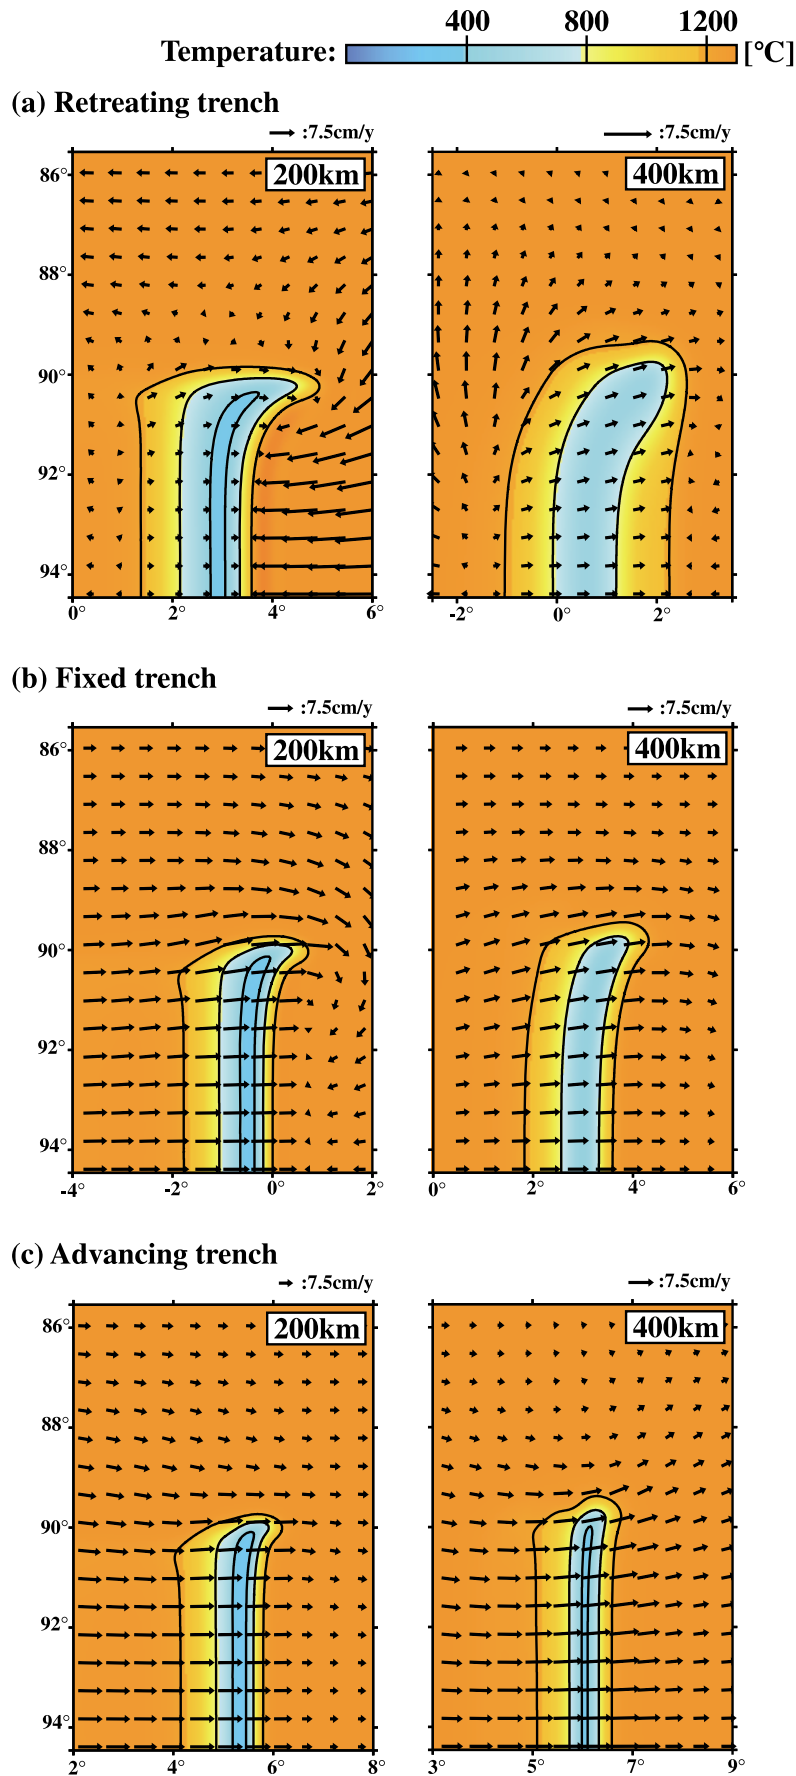 400 800 1200
Temperature: [°C]
(a) Retreating trench
:7.5cm/y :7.5cm/y
200km 400km
86°
88°
90°
92°
94°
0° 2° 4° 6° -2° 0° 2°
(b) Fixed trench
:7.5cm/y :7.5cm/y
200km 400km
86°
88°
90°
92°
94°
-4° -2° 0° 2° 0° 2° 4° 6°
(c) Advancing trench
:7.5cm/y :7.5cm/y
200km 400km
86°
88°
90°
92°
94°
2° 4° 6° 8° 3° 5° 7° 9°